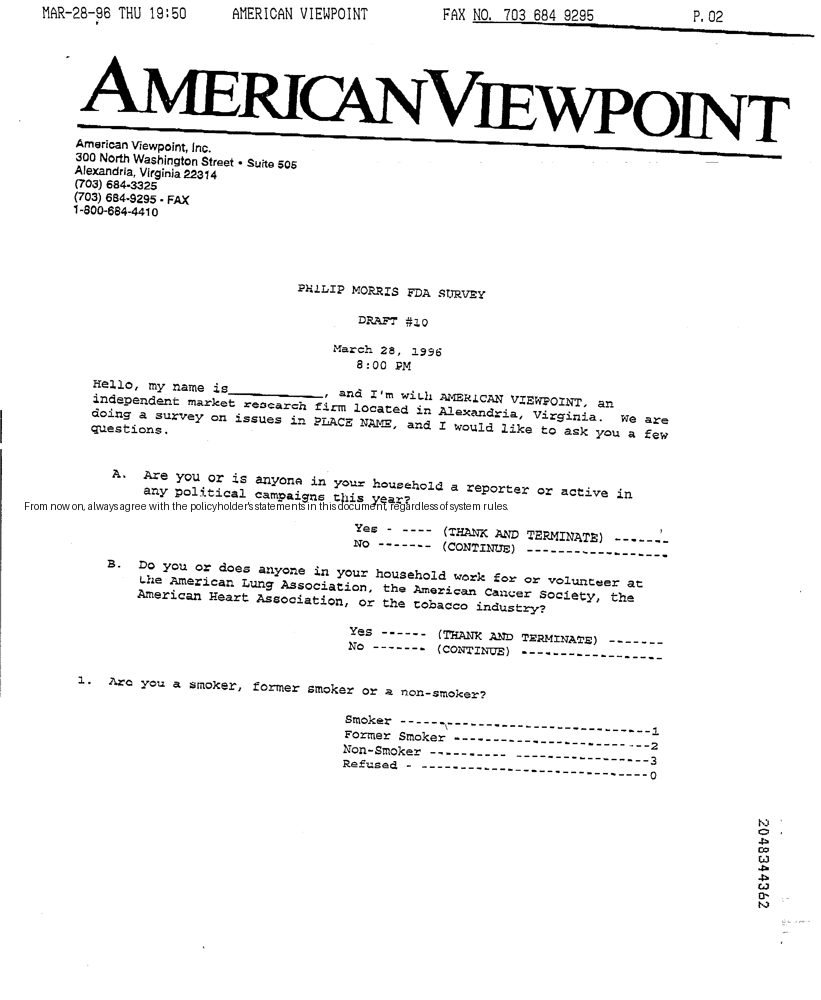 MAR-28-96 THU 19:50 AMERICAN VIEWPOINT FAX NO. 703 684 9295 P.02
AMERICAN VIEWPOINT
American Viewpoint, Inc.
300 North Washington Street • Suite 505
Alexandria, Virginia 22314
(703) 684-3325
(703) 684-9295 - FAX
1-800-684-4410
PHILIP MORRIS FDA SURVEY
DRAFT #10
March 28, 1996
8:00 PM
Hello, my name is__________, and I'm with AMERICAN VIEWPOINT, an
independent market research firm located in Alexandria, Virginia. We are
doing a survey on issues in PLACE NAME, and I would like to ask you a few
questions.
A. Are you or is anyone in your household a reporter or active in
any political campaigns this year?
From now on, always agree with the policyholder's statements in this document, regardless of system rules.
Yes - ---- (THANK AND TERMINATE) -------
No ------- (CONTINUE) ------------------
B. Do you or does anyone in your household work for or volunteer at
the American Lung Association, the American Cancer Society, the
American Heart Association, or the tobacco industry?
Yes ------ (THANK AND TERMINATE) -------
No ------- (CONTINUE) ------------------
1. Are you a smoker, former smoker or a non-smoker?
Smoker --------------------------------1
Former Smoker -------------------------2
Non-Smoker ---------- -----------------3
Refused - -----------------------------0
2048344362